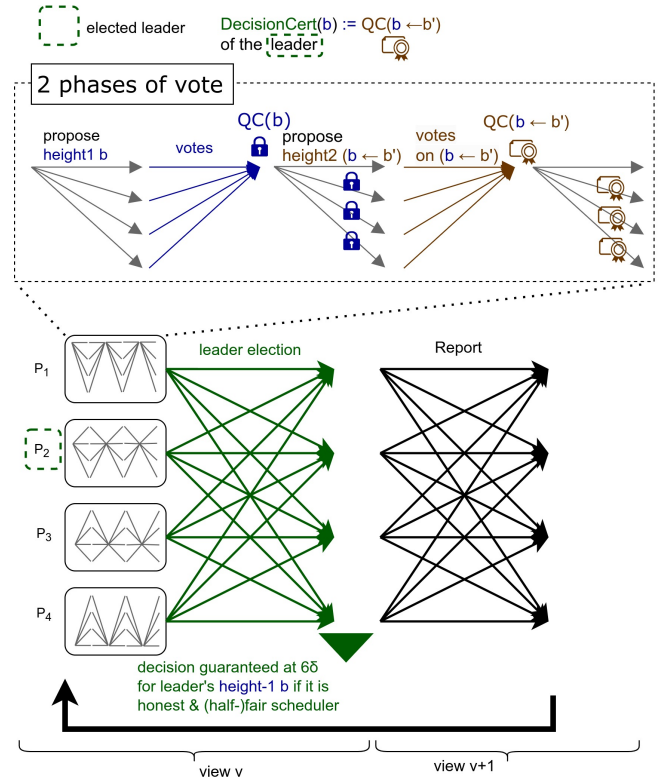 elected leader
DecisionCert(b) := QC(b ← b')
of the leader
2 phases of vote
propose
height1 b
votes
QC(b)
propose
height2 (b ← b')
votes
on (b ← b')
QC(b ← b')
P1
leader election
Report
P2
P3
P4
decision guaranteed at 6δ
for leader's height-1 b if it is
honest & (half-)fair scheduler
view v
view v+1